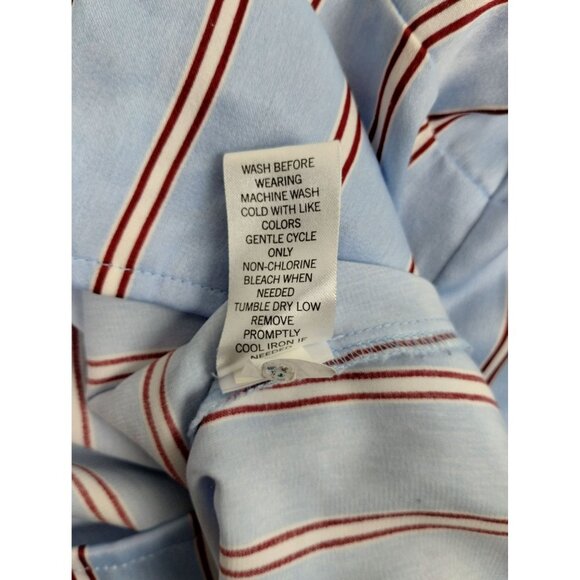 WASH BEFORE
WEARING
MACHINE WASH
COLD WITH LIKE
COLORS
GENTLE CYCLE
ONLY
NON-CHLORINE
BLEACH WHEN
NEEDED
TUMBLE DRY LOW
REMOVE
PROMPTLY
COOL IRON IF
NEEDED